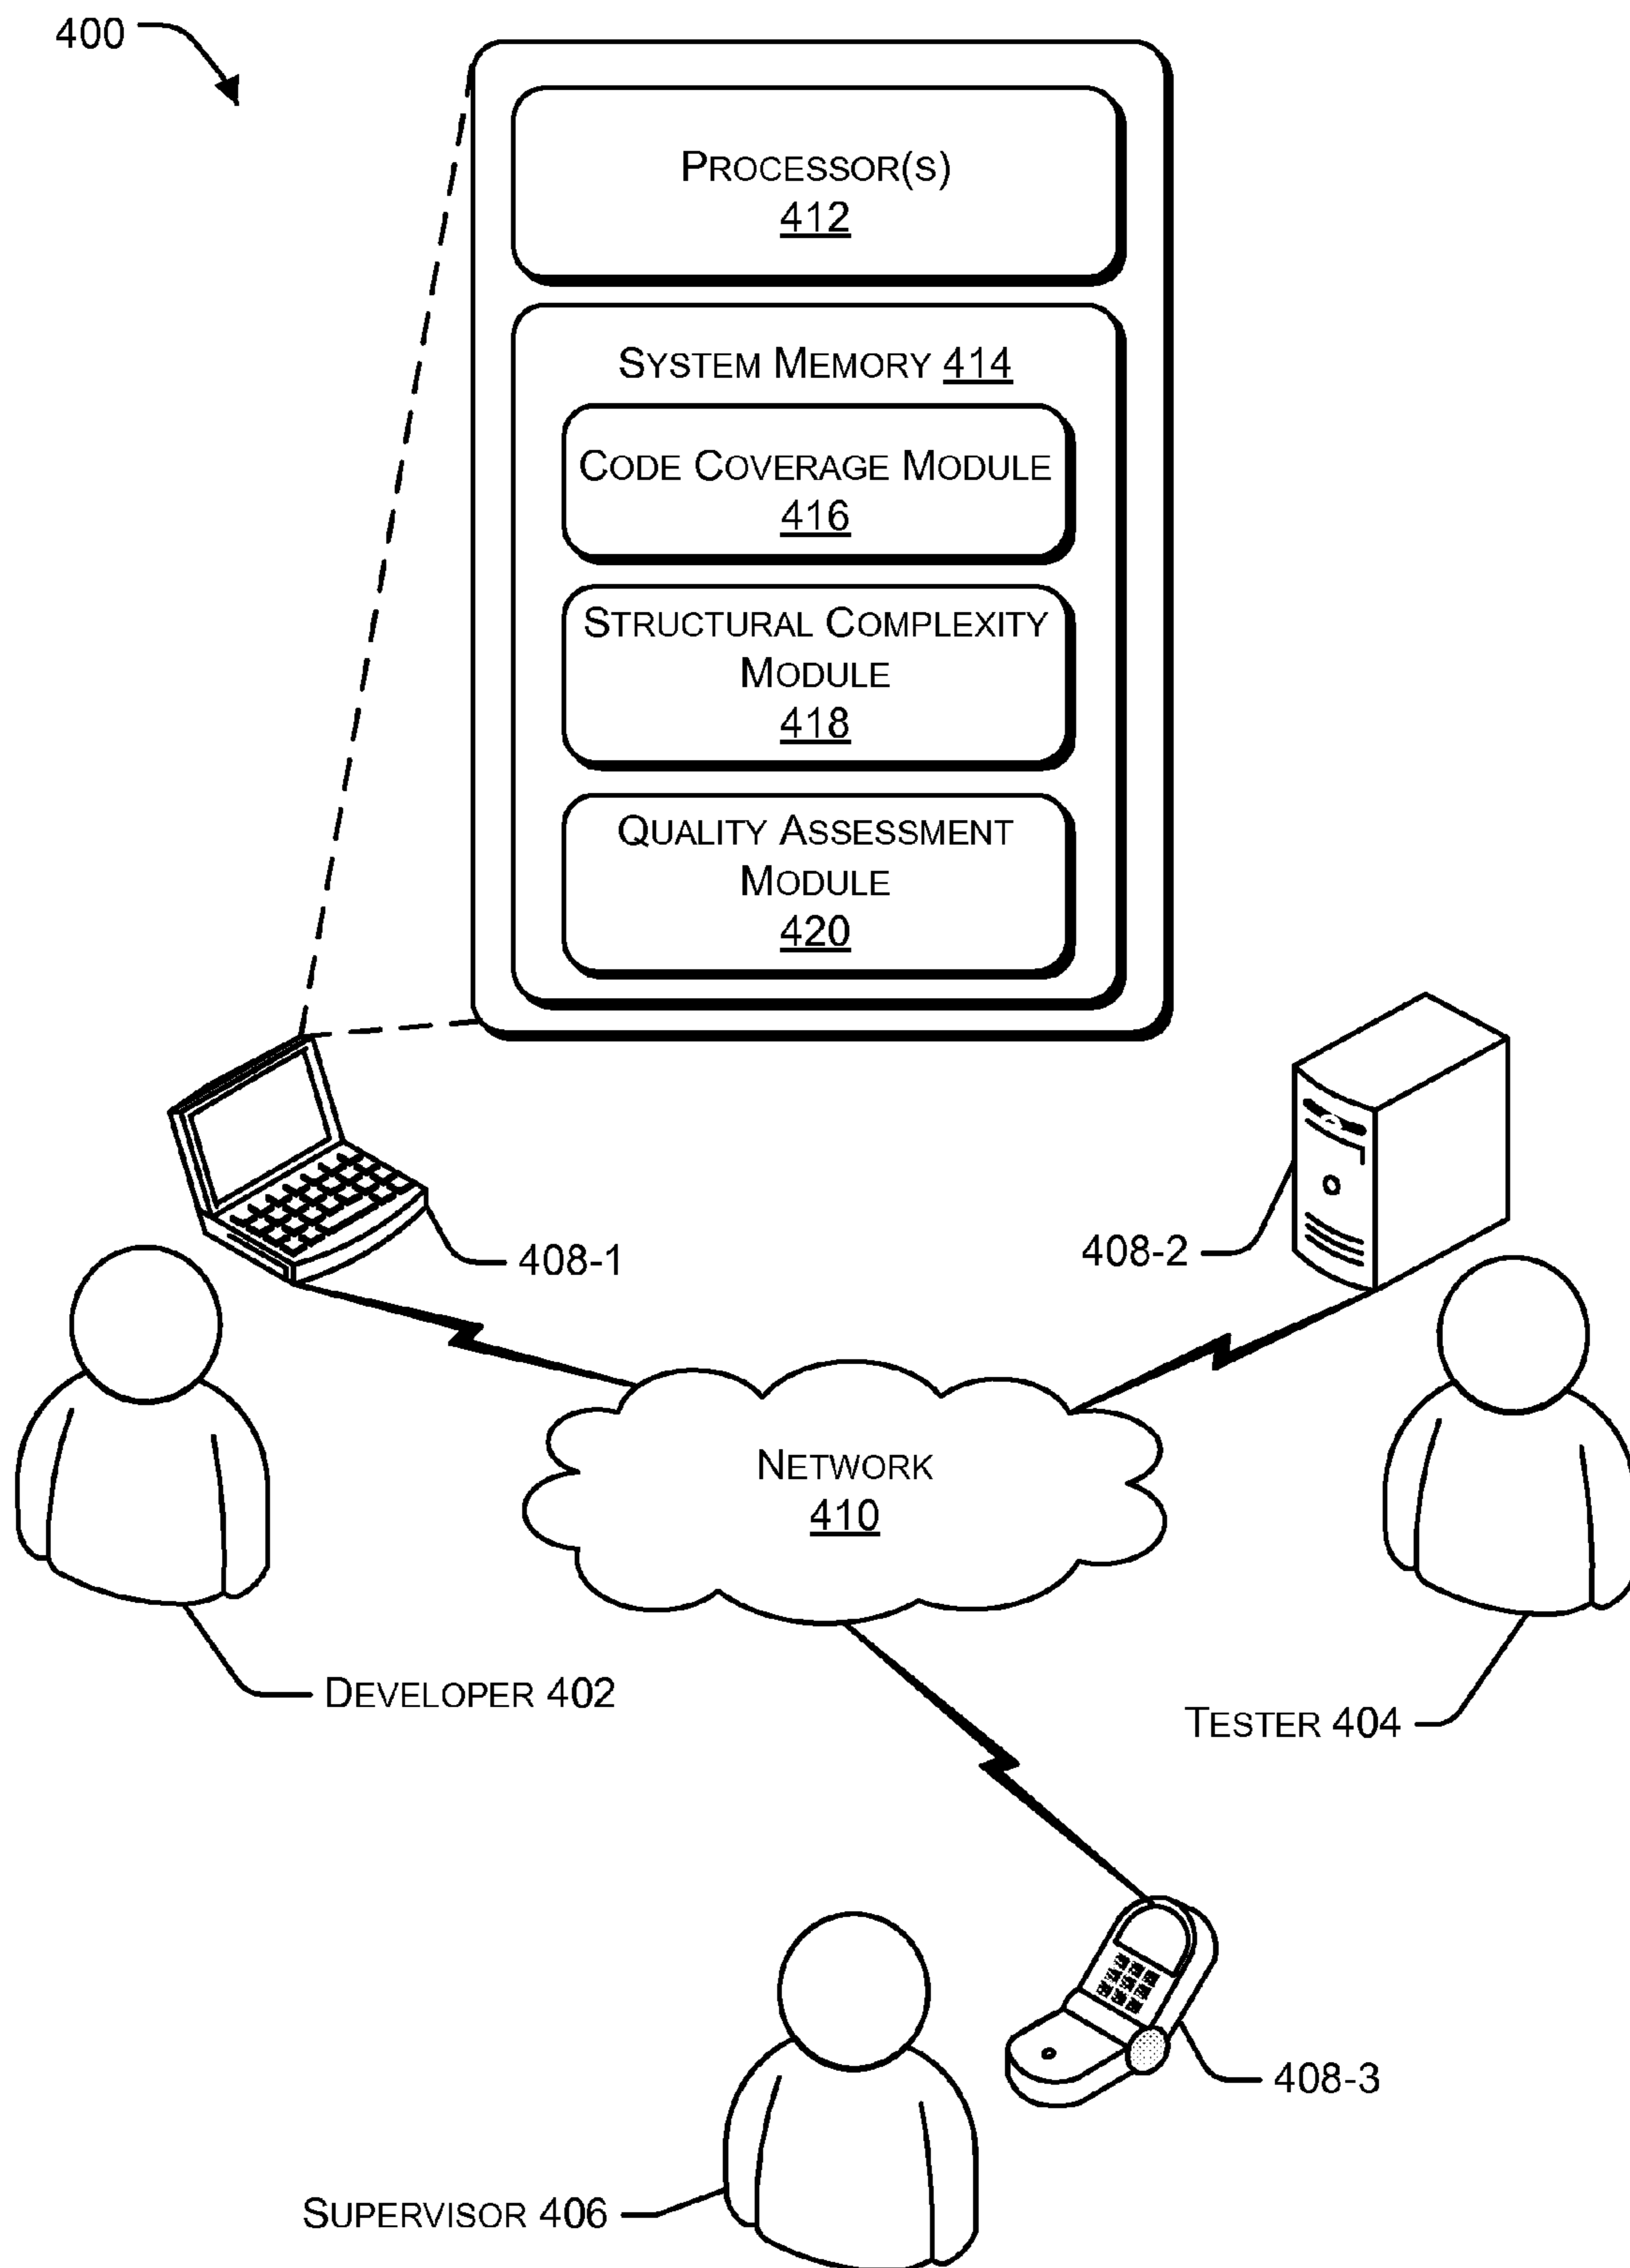 400
PROCESSOR(S)
412
SYSTEM MEMORY 414
CODE COVERAGE MODULE
416
STRUCTURAL COMPLEXITY
MODULE
418
QUALITY ASSESSMENT
MODULE
420
408-1
408-2
NETWORK
410
DEVELOPER 402
TESTER 404
408-3
SUPERVISOR 406